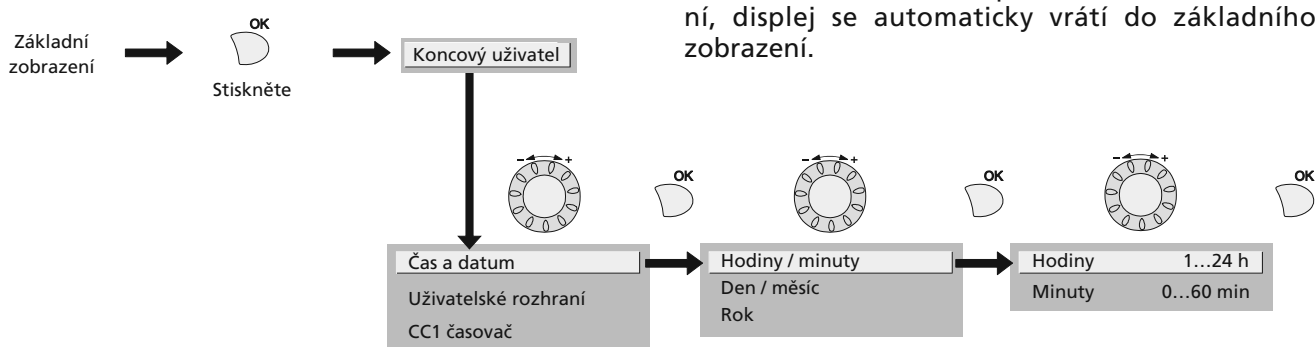 ní, displej se automaticky vrátí do základního
zobrazení.
Základní
zobrazení
OK
Stiskněte
Koncový uživatel
- +
OK
- +
OK
- +
OK
Čas a datum
Uživatelské rozhraní
CC1 časovač
Hodiny / minuty
Den / měsíc
Rok
Hodiny 1...24 h
Minuty 0...60 min